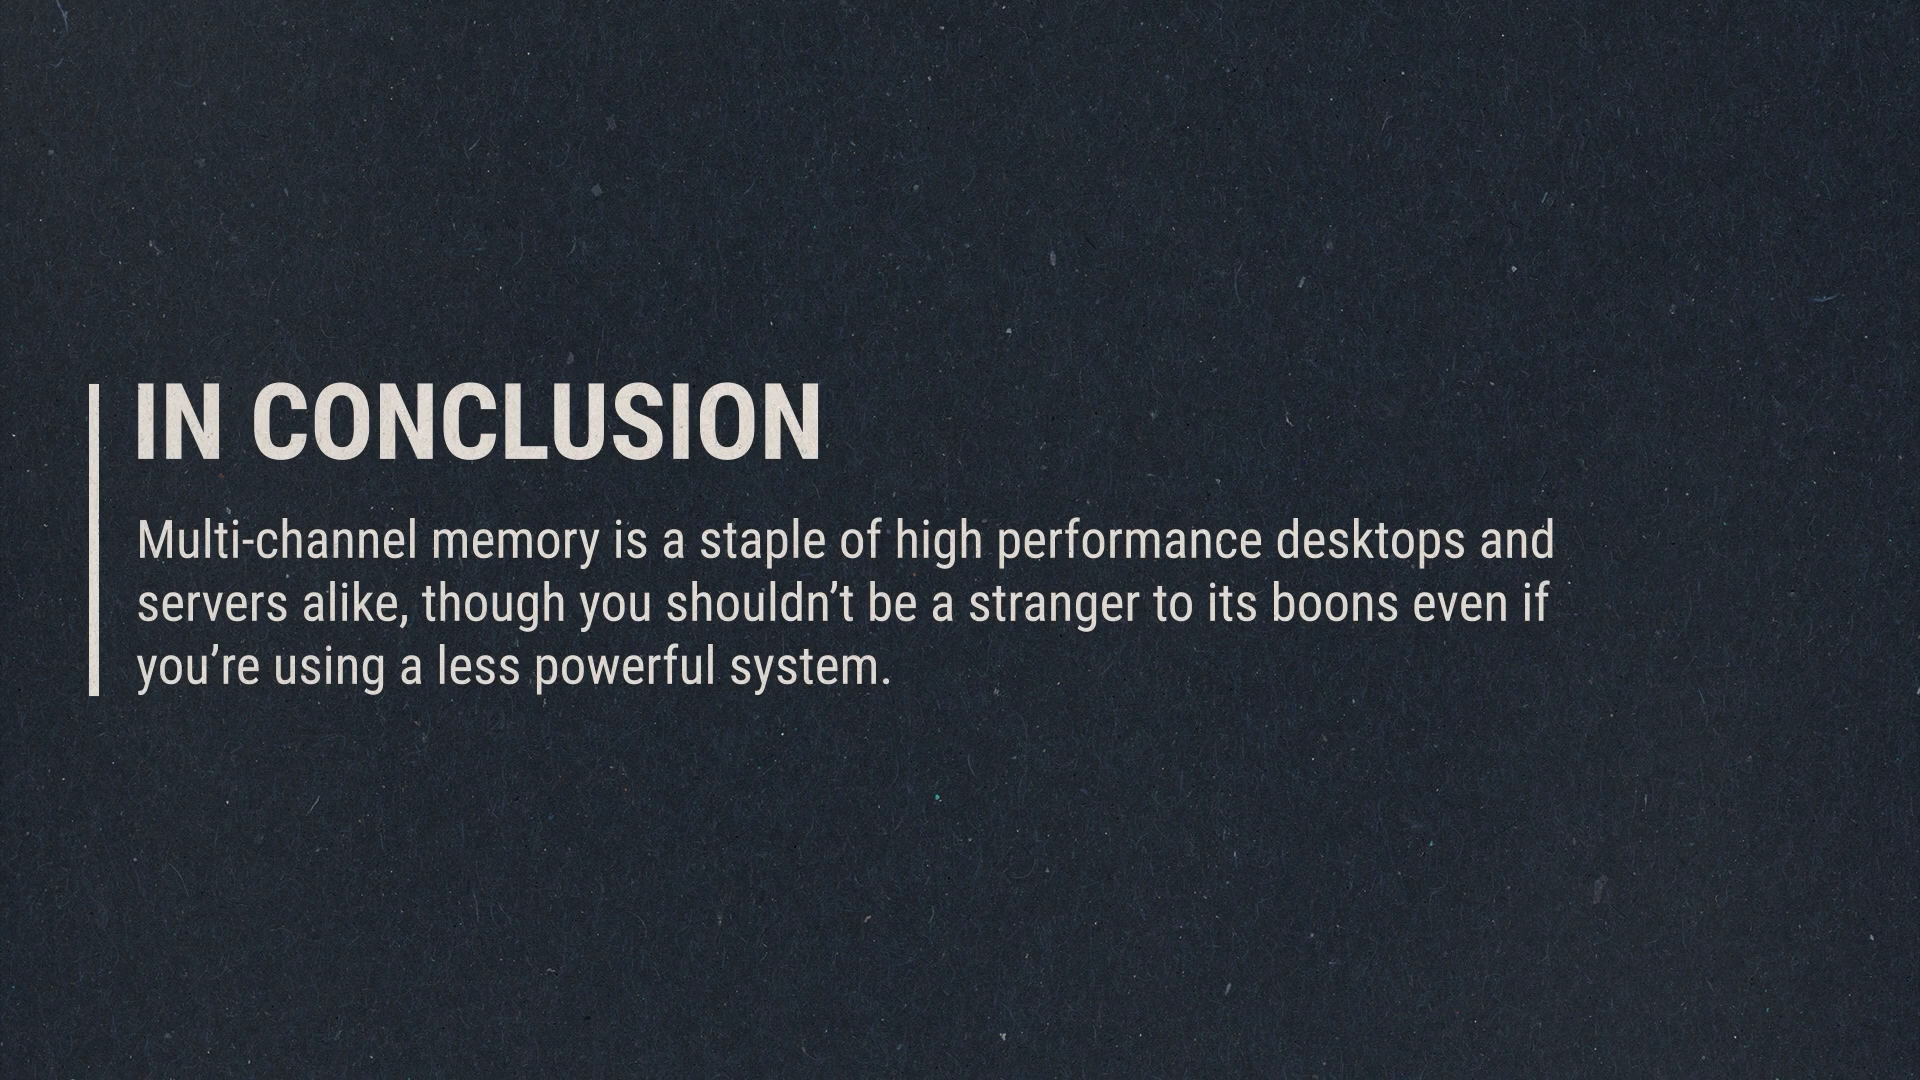 IN CONCLUSION
Multi-channel memory is a staple of high performance desktops and
servers alike, though you shouldn’t be a stranger to its boons even if
you’re using a less powerful system.